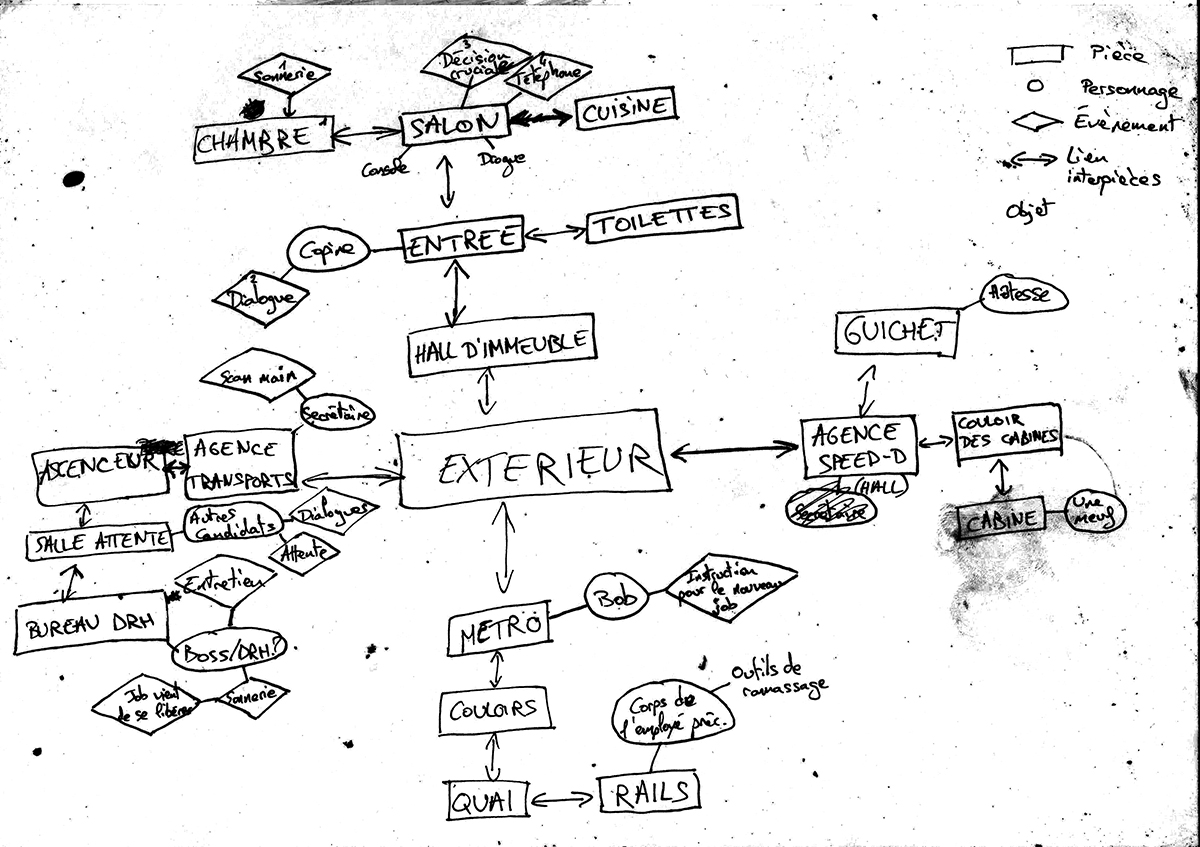 1
Sonnerie
3
Décision
cruciale
4
Téléphone
CHAMBRE
SALON
CUISINE
Console
Drogue
Pièce
Personnage
Évènement
Lien
interpièces
Objet
Copine
ENTREE
TOILETTES
2
Dialogue
HALL D'IMMEUBLE
Hôtesse
GUICHET
Scan main
Secrétaire
ASCENCEUR
AGENCE
TRANSPORTS
EXTERIEUR
AGENCE
SPEED-D
(HALL)
Secrétaire
COULOIR
DES CABINES
CABINE
Une
meuf
SALLE ATTENTE
Autres
Candidats
Dialogues
Attente
Entretien
BUREAU DRH
Boss/DRH?
Job vient
de se libérer
Sonnerie
METRO
Bob
Instruction
pour le nouveau
job
COULOIRS
Corps de
l'employé préc.
Outils de
ramassage
QUAI
RAILS